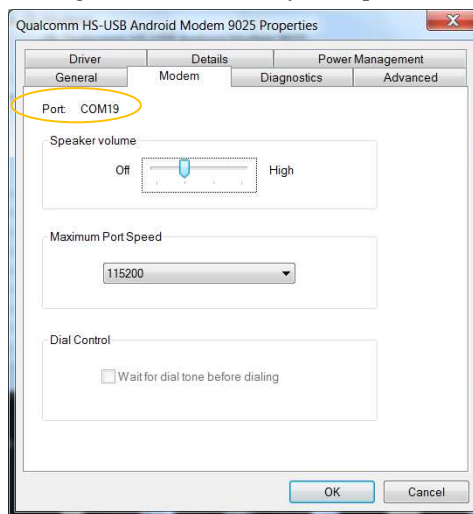 Qualcomm HS-USB Android Modem 9025 Properties
Driver Details Power Management
General Modem Diagnostics Advanced
Port: COM19
Speaker volume
Off High
Maximum Port Speed
115200
Dial Control
Wait for dial tone before dialing
OK Cancel